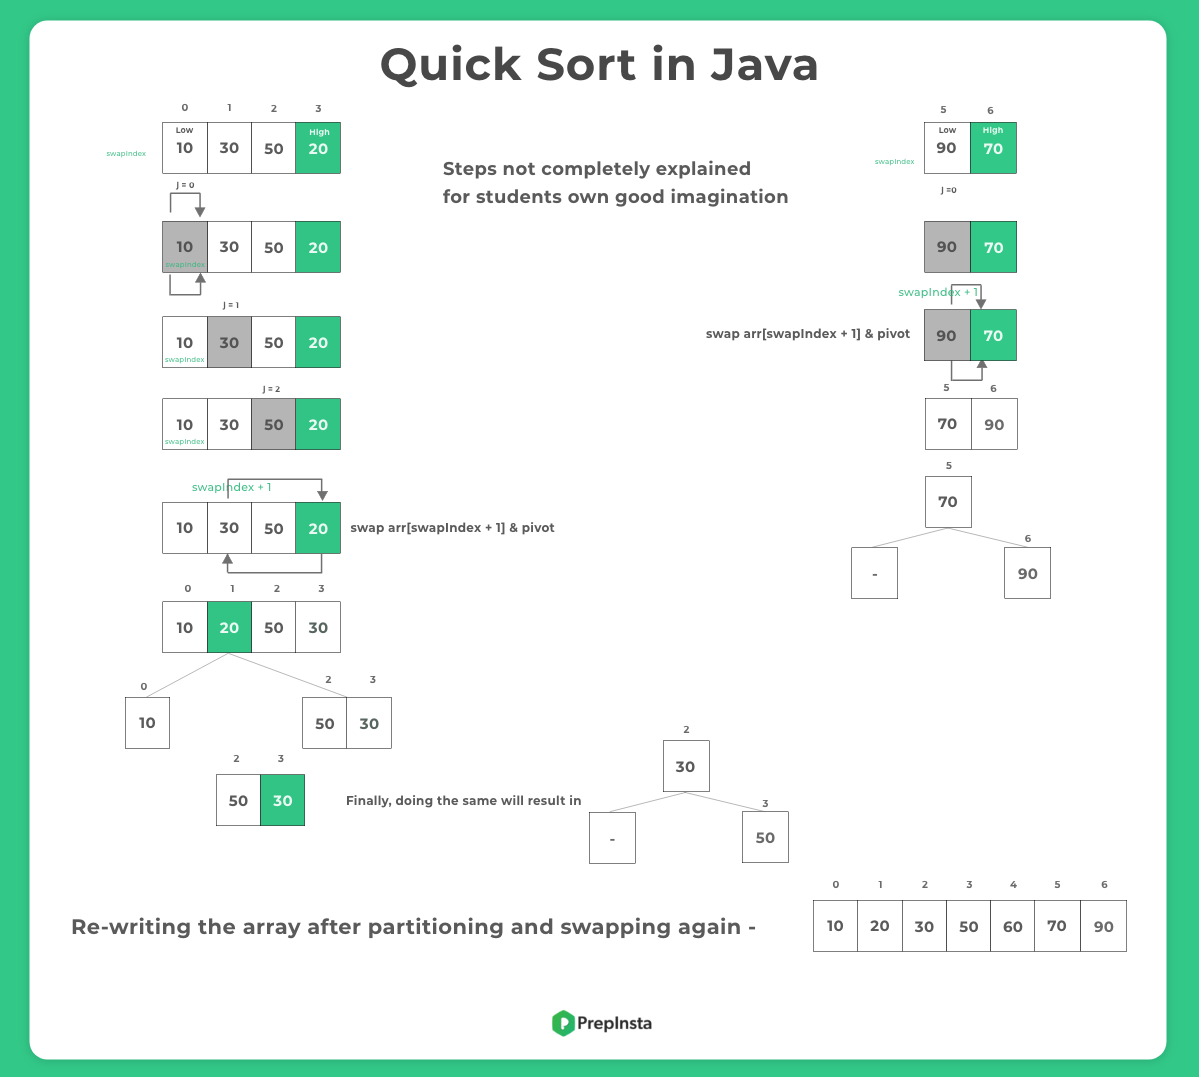 Quick Sort in Java
0 1 2 3
Low High
10 30 50 20
swapIndex
J = 0
10 30 50 20
swapIndex
J = 1
10 30 50 20
swapIndex
J = 2
10 30 50 20
swapIndex
swapIndex + 1
10 30 50 20
swap arr[swapIndex + 1] & pivot
0 1 2 3
10 20 50 30
0
10
2 3
50 30
2 3
50 30
Steps not completely explained
for students own good imagination
5 6
Low High
90 70
swapIndex
J =0
90 70
swapIndex + 1
swap arr[swapIndex + 1] & pivot
90 70
5 6
70 90
5
70
-
6
90
Finally, doing the same will result in
2
30
-
3
50
Re-writing the array after partitioning and swapping again -
0 1 2 3 4 5 6
10 20 30 50 60 70 90
PrepInsta